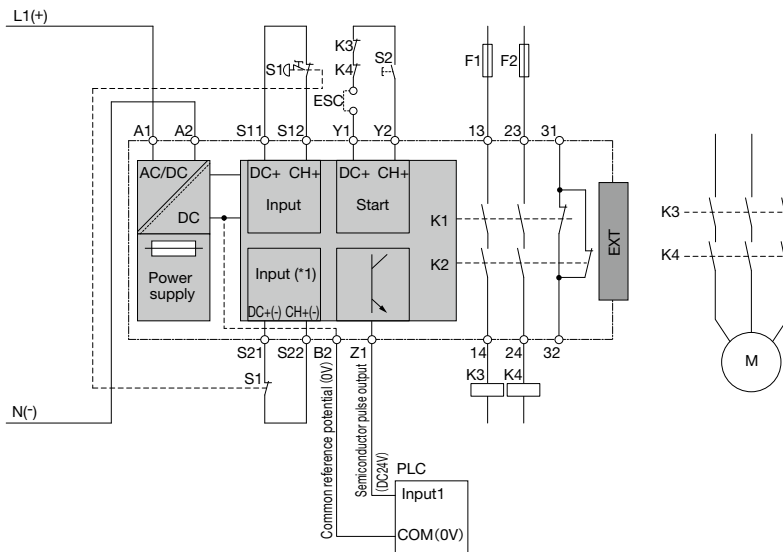 L1(+)
K3
S2
F1
F2
S1
K4
ESC
A1
A2
S11
S12
Y1
Y2
13
23
31
AC/DC
DC+
CH+
DC+
CH+
Input
Start
DC
K1
K2
EXT
K3
K4
Input (*1)
Power
supply
DC+(-)
CH+(-)
M
S21
S22
B2
Z1
14
24
32
S1
K3
K4
N(-)
Common reference potential (0V)
Semiconductor pulse output
(DC24V)
PLC
Input1
COM(0V)